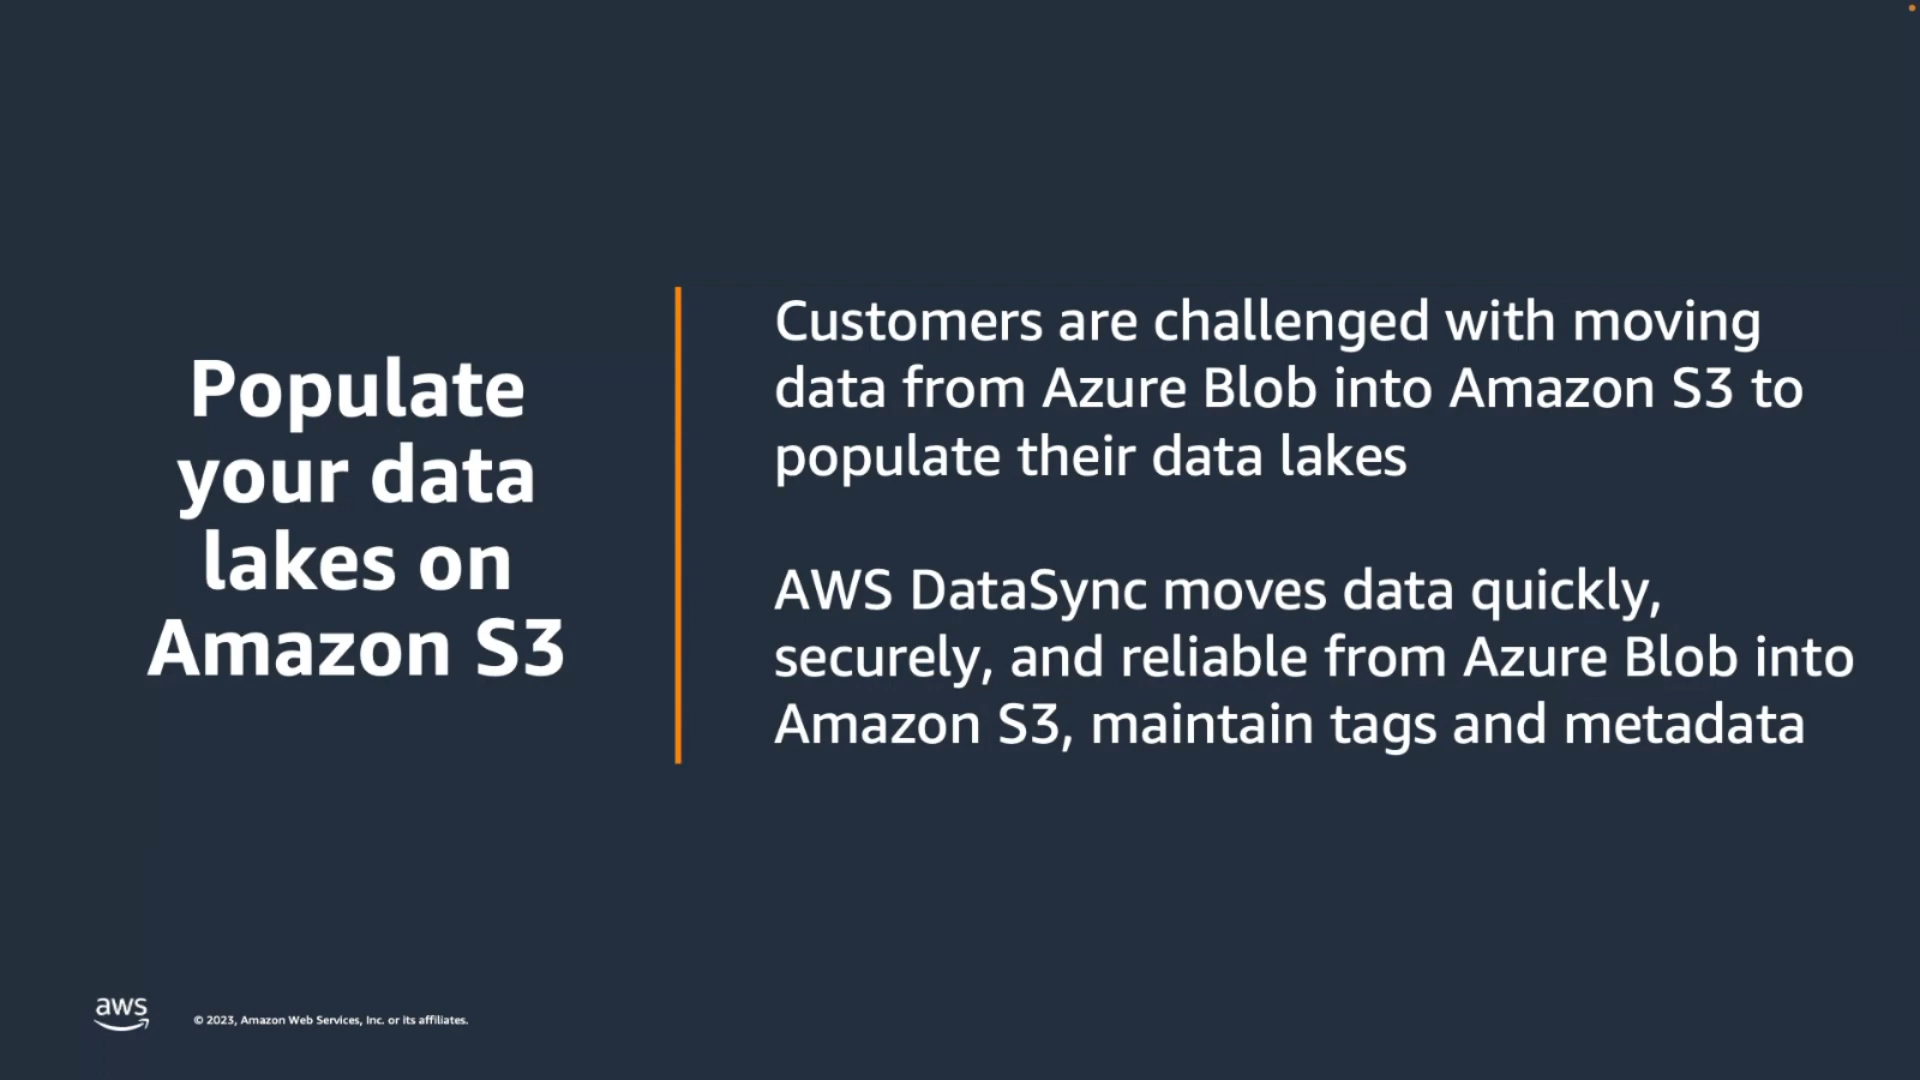 Populate
your data
lakes on
Amazon S3
Customers are challenged with moving
data from Azure Blob into Amazon S3 to
populate their data lakes
AWS DataSync moves data quickly,
securely, and reliable from Azure Blob into
Amazon S3, maintain tags and metadata
aws
© 2023, Amazon Web Services, Inc. or its affiliates.